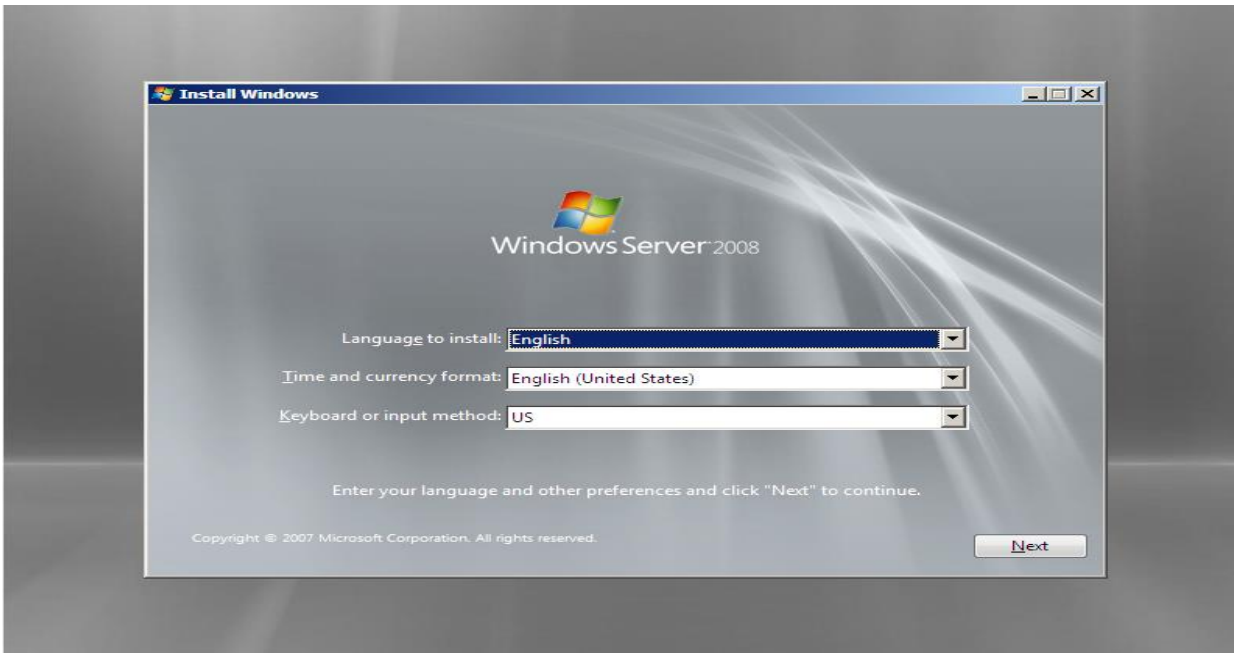 Install Windows
Windows Server 2008
Language to install: English
Time and currency format: English (United States)
Keyboard or input method: US
Enter your language and other preferences and click "Next" to continue.
Copyright © 2007 Microsoft Corporation. All rights reserved.
Next